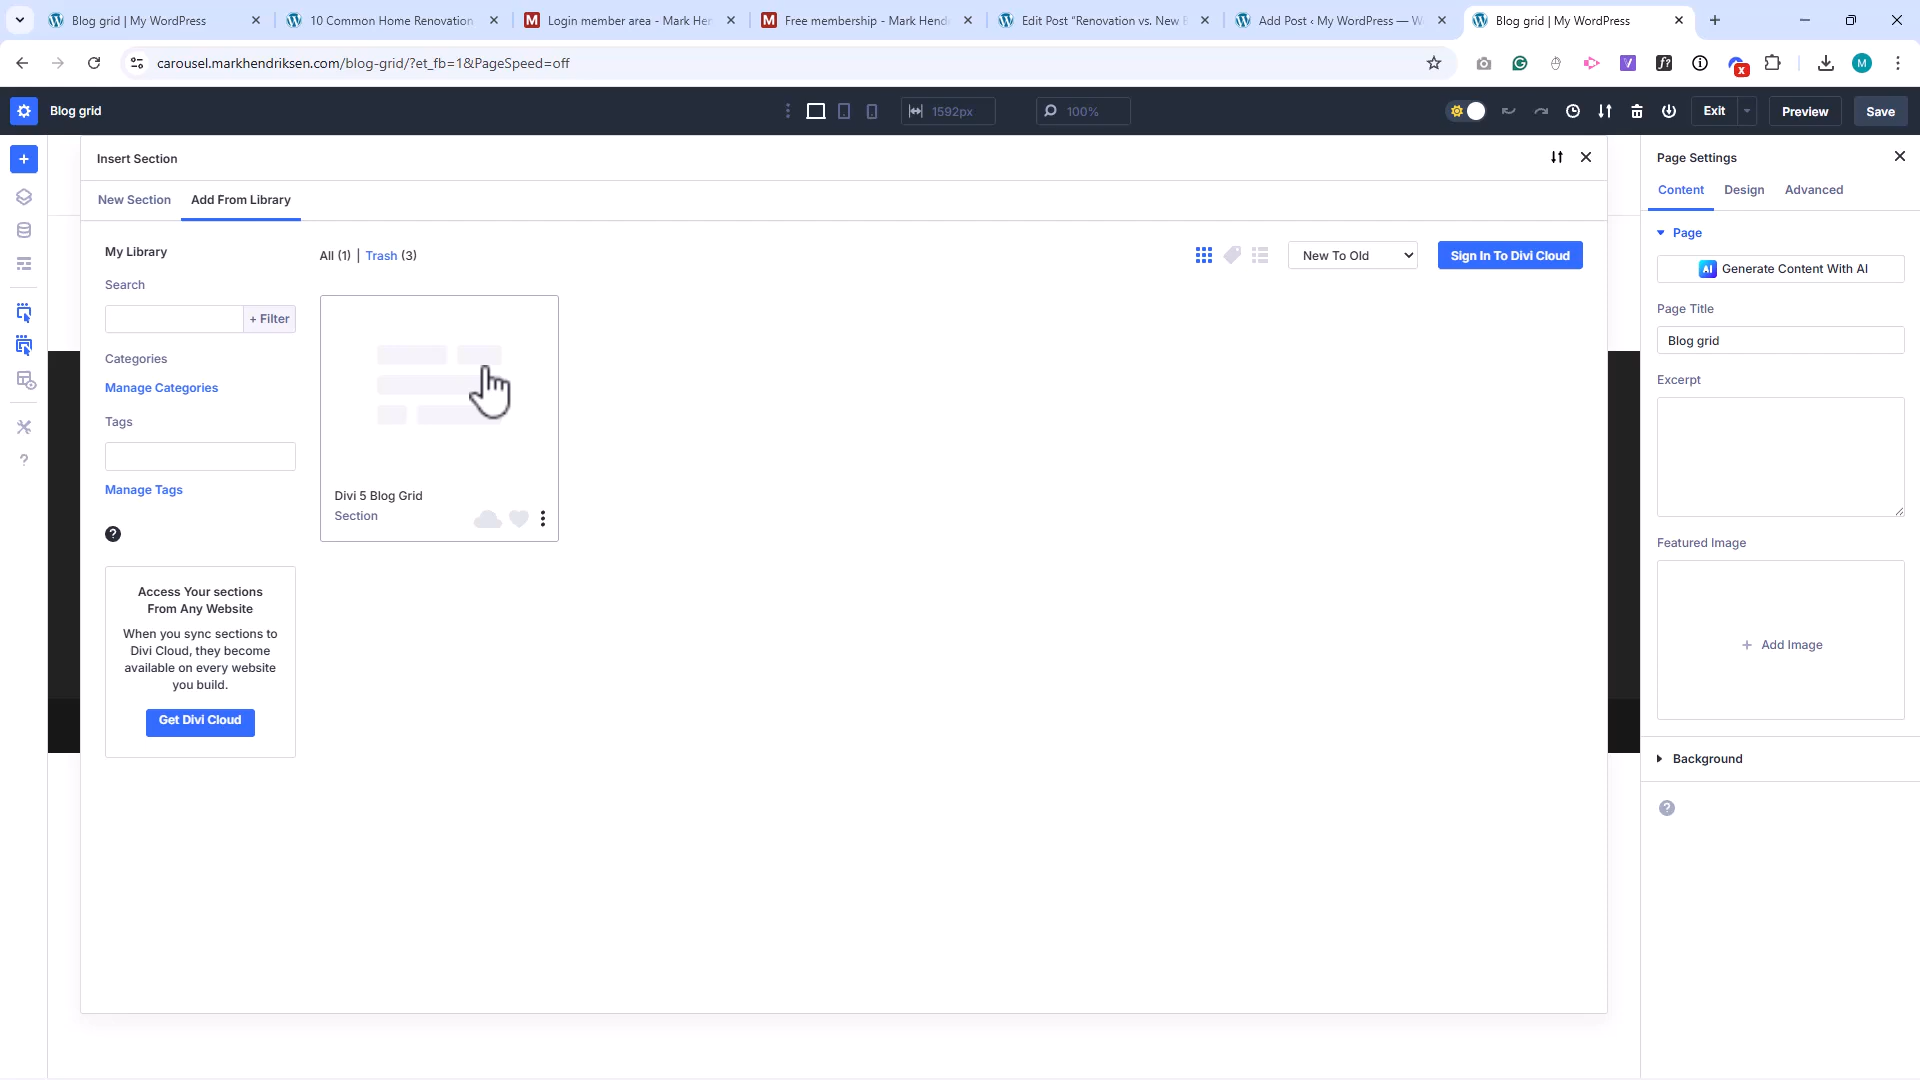 Blog grid | My WordPress
10 Common Home Renovation
Login member area - Mark Her
Free membership - Mark Hend
Edit Post "Renovation vs. New B
Add Post ‹ My WordPress — W
Blog grid | My WordPress
carousel.markhendriksen.com/blog-grid/?et_fb=1&PageSpeed=off
M
Blog grid
1592px
100%
Exit
Preview
Save
Insert Section
New Section
Add From Library
My Library
All (1) | Trash (3)
New To Old
Sign In To Divi Cloud
Search
+ Filter
Categories
Manage Categories
Tags
Manage Tags
Divi 5 Blog Grid
Section
Access Your sections
From Any Website
When you sync sections to
Divi Cloud, they become
available on every website
you build.
Get Divi Cloud
Page Settings
Content
Design
Advanced
Page
AI Generate Content With AI
Page Title
Blog grid
Excerpt
Featured Image
+ Add Image
Background